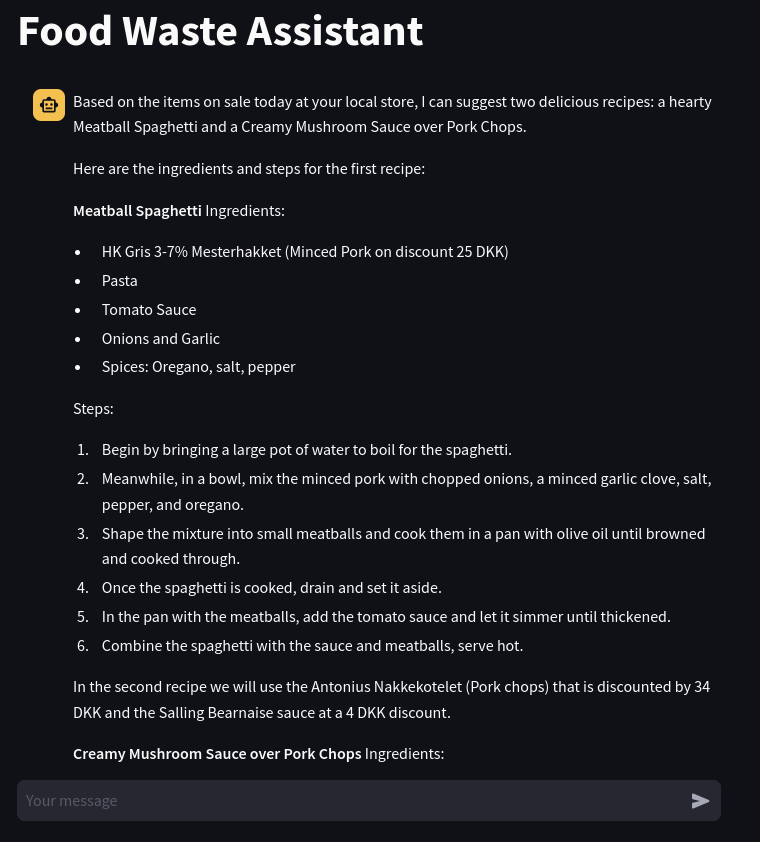 Food Waste Assistant
Based on the items on sale today at your local store, I can suggest two delicious recipes: a hearty
Meatball Spaghetti and a Creamy Mushroom Sauce over Pork Chops.
Here are the ingredients and steps for the first recipe:
Meatball Spaghetti Ingredients:
• HK Gris 3-7% Mesterhakket (Minced Pork on discount 25 DKK)
• Pasta
• Tomato Sauce
• Onions and Garlic
• Spices: Oregano, salt, pepper
Steps:
1. Begin by bringing a large pot of water to boil for the spaghetti.
2. Meanwhile, in a bowl, mix the minced pork with chopped onions, a minced garlic clove, salt,
pepper, and oregano.
3. Shape the mixture into small meatballs and cook them in a pan with olive oil until browned
and cooked through.
4. Once the spaghetti is cooked, drain and set it aside.
5. In the pan with the meatballs, add the tomato sauce and let it simmer until thickened.
6. Combine the spaghetti with the sauce and meatballs, serve hot.
In the second recipe we will use the Antonius Nakkekotelet (Pork chops) that is discounted by 34
DKK and the Salling Bearnaise sauce at a 4 DKK discount.
Creamy Mushroom Sauce over Pork Chops Ingredients:
Your message